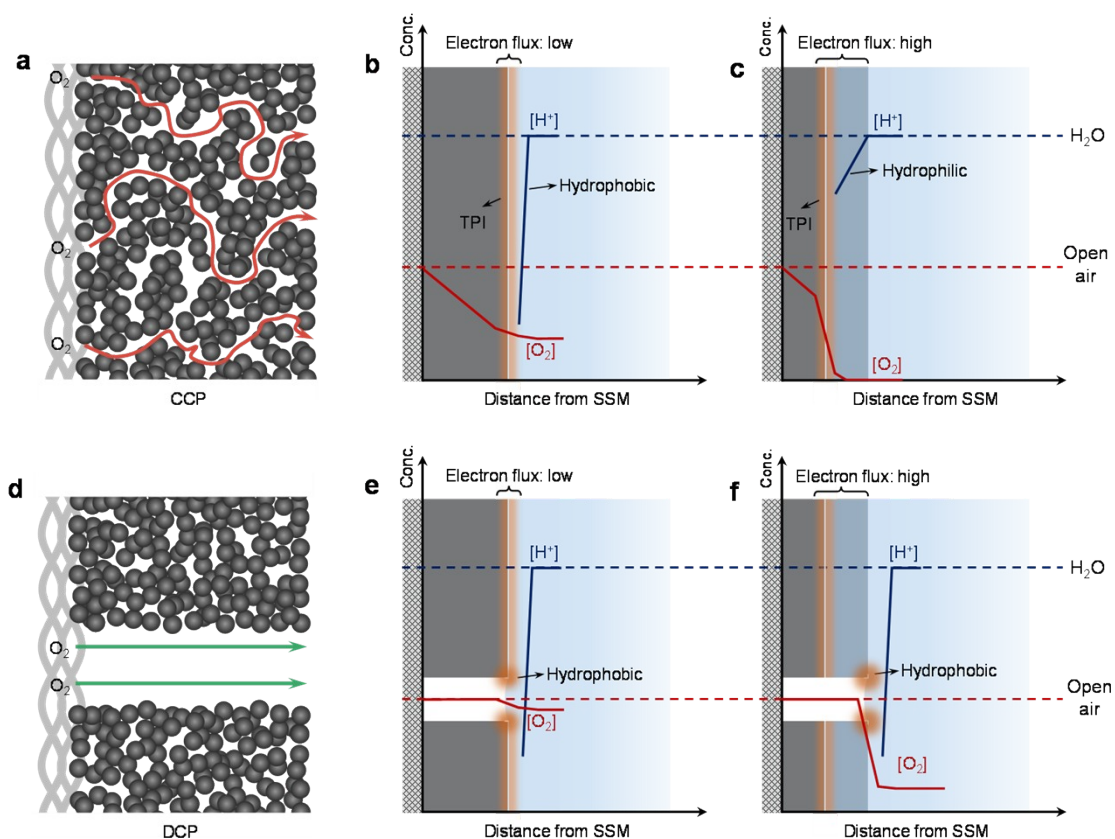 a
O₂
O₂
O₂
CCP
b
Conc.
Electron flux: low
[H⁺]
Hydrophobic
TPI
[O₂]
Distance from SSM
c
Conc.
Electron flux: high
[H⁺]
Hydrophilic
TPI
[O₂]
Distance from SSM
H₂O
Open
air
d
O₂
O₂
DCP
e
Conc.
Electron flux: low
[H⁺]
Hydrophobic
[O₂]
Distance from SSM
f
Conc.
Electron flux: high
[H⁺]
Hydrophobic
[O₂]
Distance from SSM
H₂O
Open
air